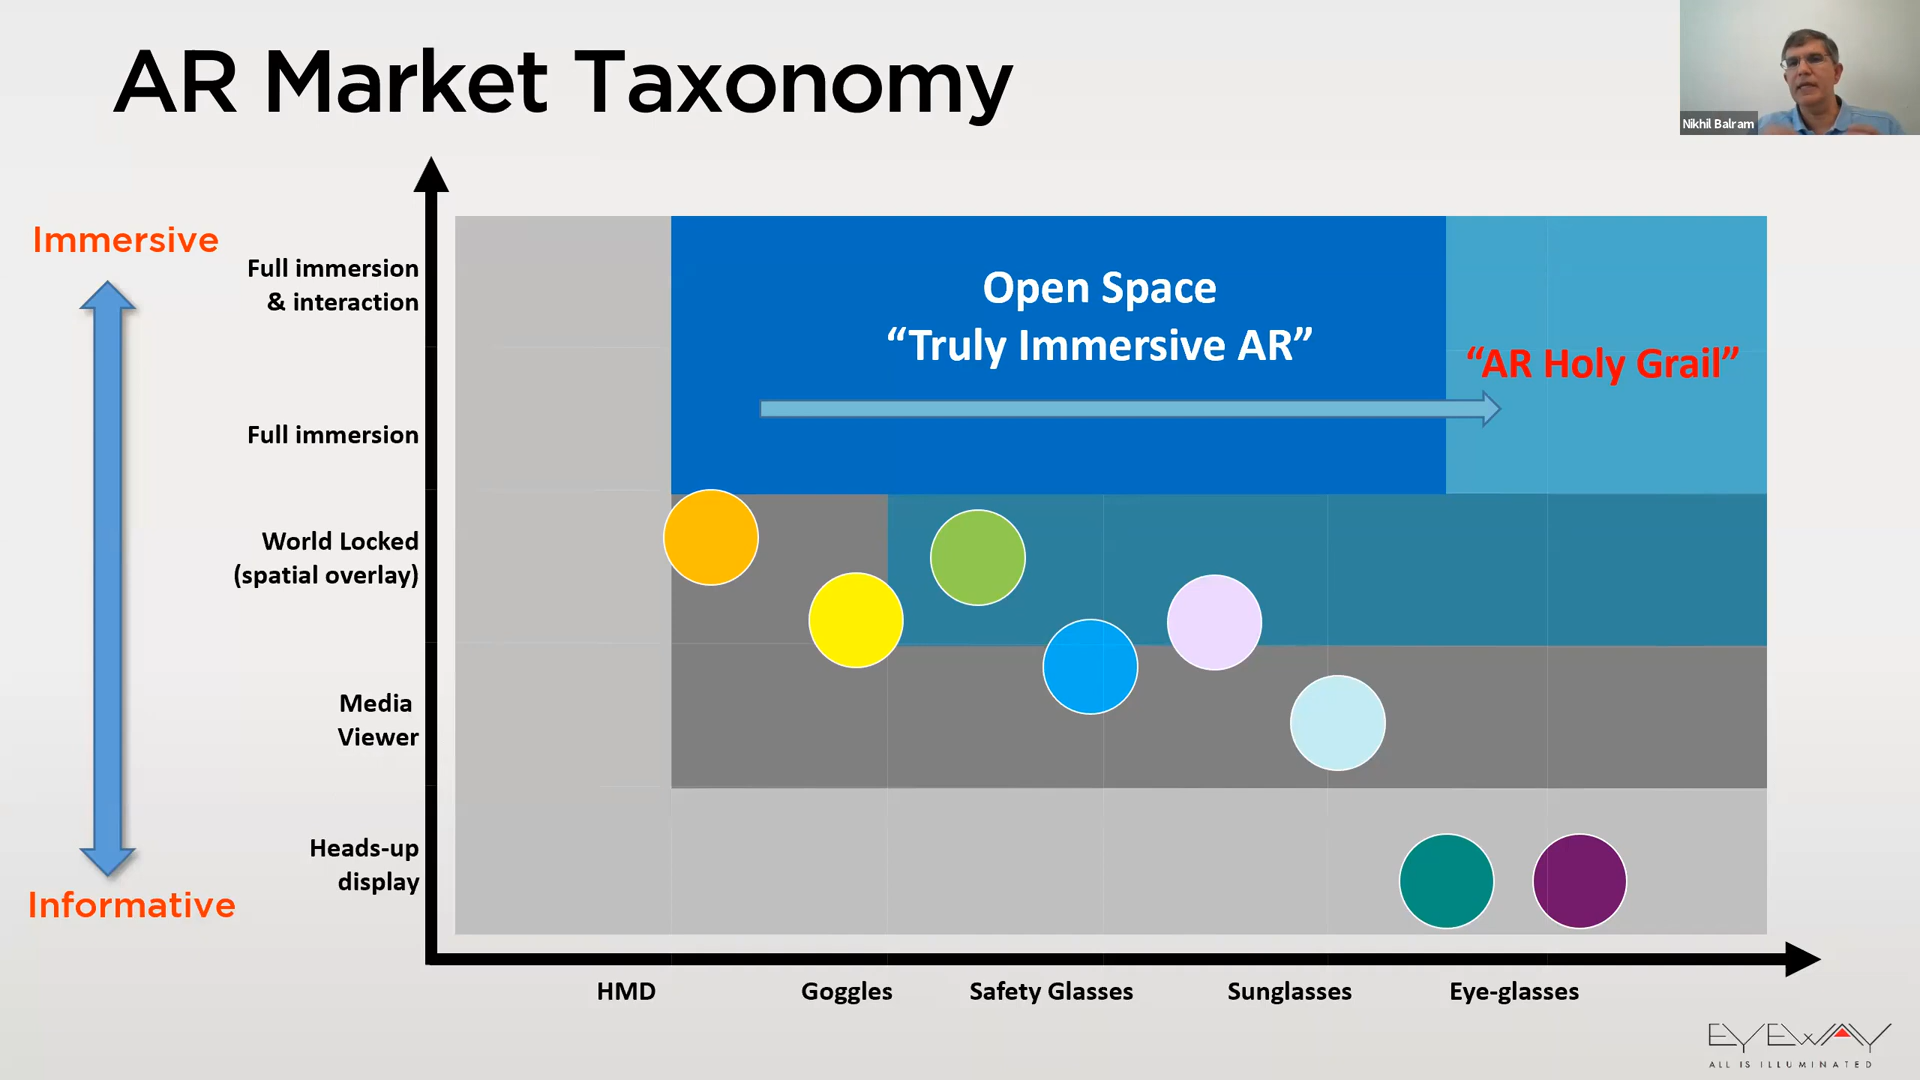 AR Market Taxonomy
Nikhil Balram
Immersive
Informative
Full immersion
& interaction
Full immersion
World Locked
(spatial overlay)
Media
Viewer
Heads-up
display
Open Space
“Truly Immersive AR”
“AR Holy Grail”
HMD
Goggles
Safety Glasses
Sunglasses
Eye-glasses
EYEWAY
ALL IS ILLUMINATED